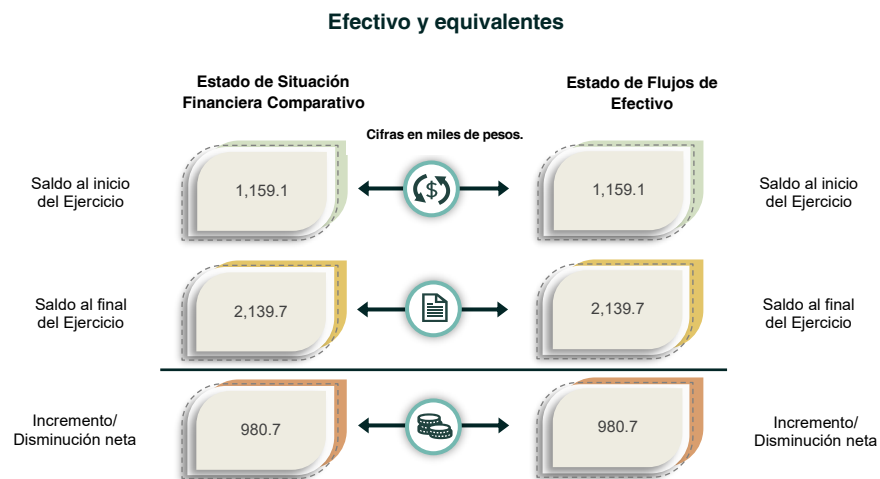 Efectivo y equivalentes
Estado de Situación
Financiera Comparativo
Estado de Flujos de
Efectivo
Cifras en miles de pesos.
Saldo al inicio
del Ejercicio
1,159.1
$
1,159.1
Saldo al inicio
del Ejercicio
Saldo al final
del Ejercicio
2,139.7
2,139.7
Saldo al final
del Ejercicio
Incremento/
Disminución neta
980.7
980.7
Incremento/
Disminución neta